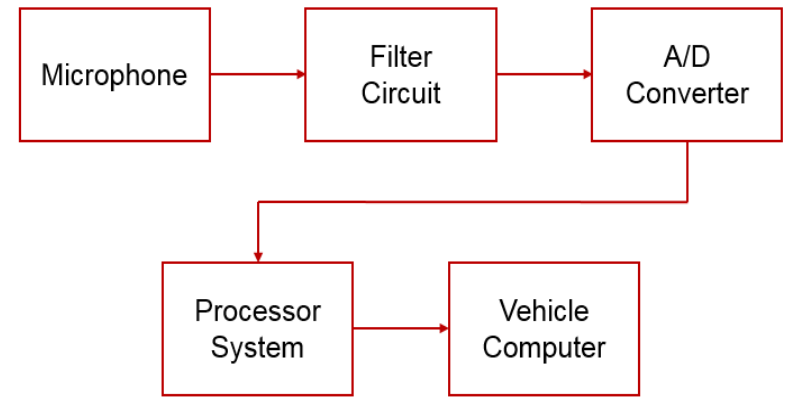 Microphone
Filter
Circuit
A/D
Converter
Processor
System
Vehicle
Computer